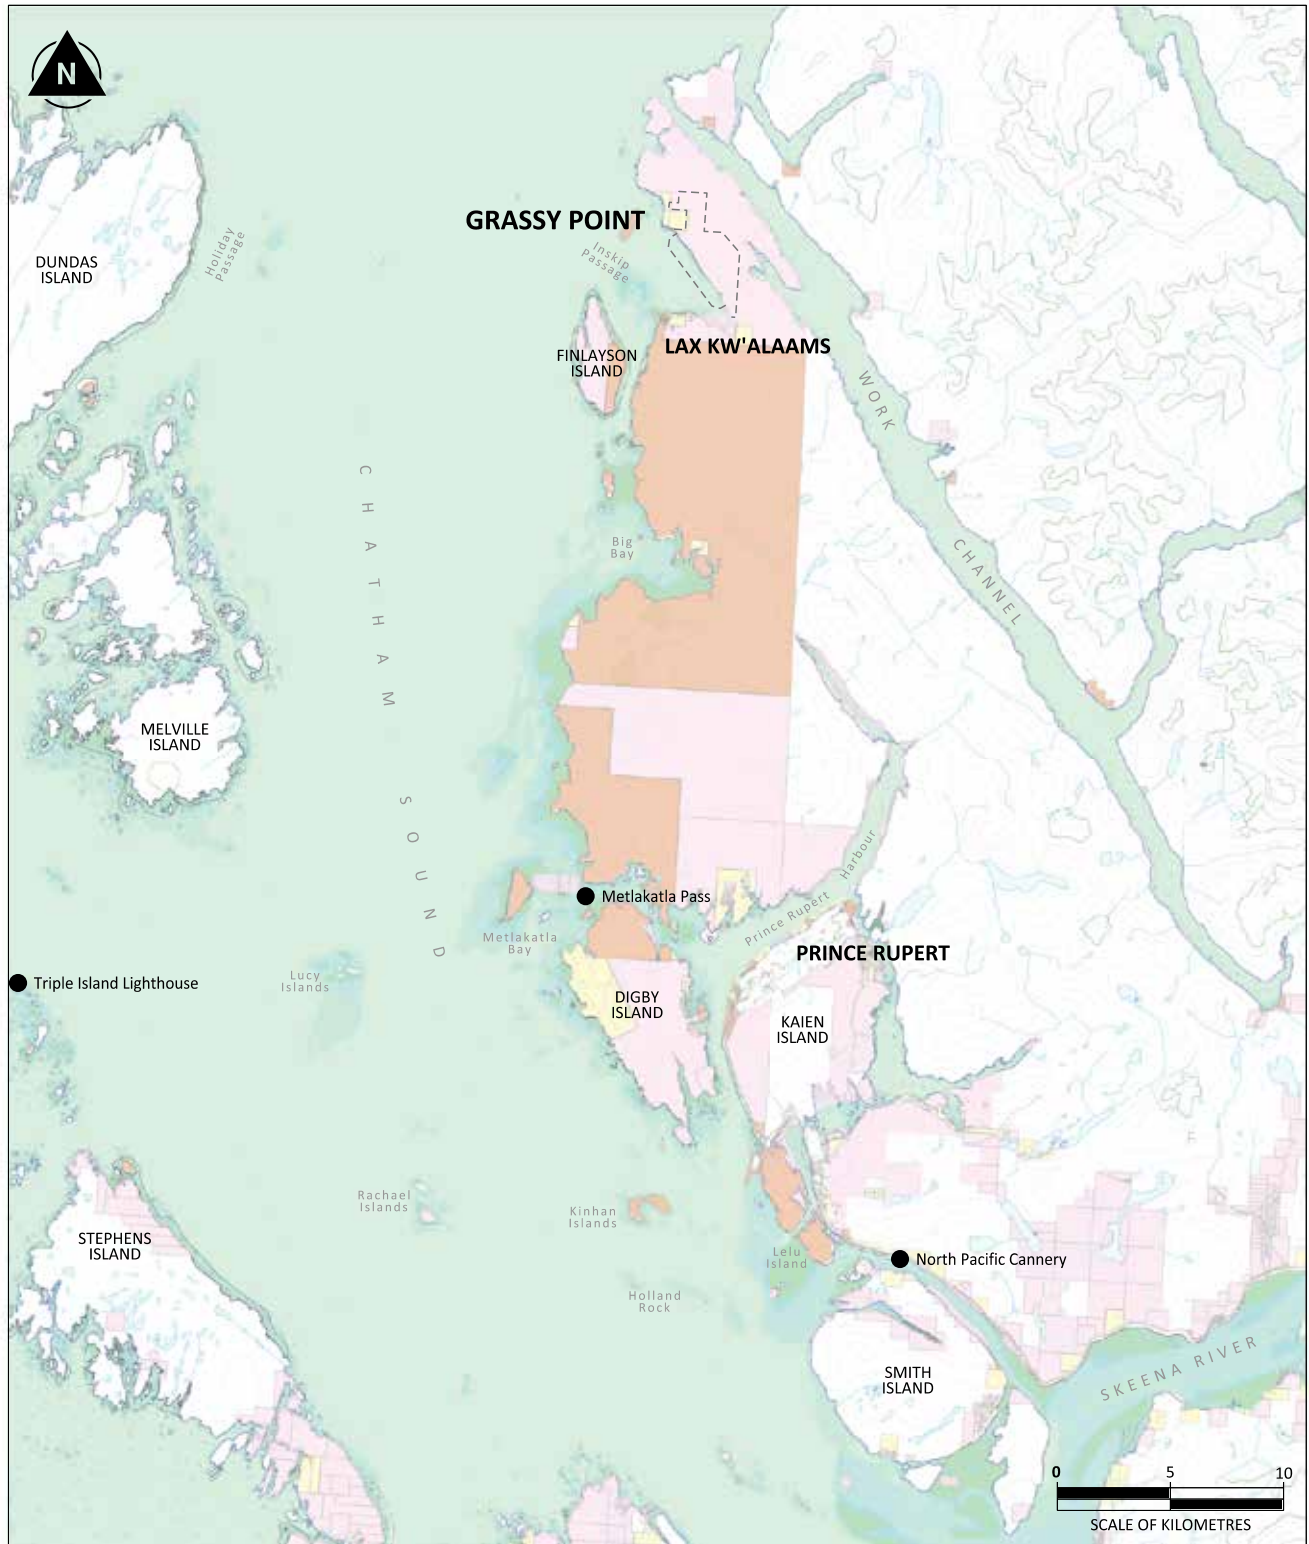 N
GRASSY POINT
Holiday
Passage
Inskip
Passage
DUNDAS
ISLAND
LAX KW'ALAAMS
FINLAYSON
ISLAND
WORK
CHANNEL
CHATHAM
SOUND
Big
Bay
MELVILLE
ISLAND
Prince Rupert Harbour
Metlakatla Pass
Metlakatla
Bay
PRINCE RUPERT
Triple Island Lighthouse
Lucy
Islands
DIGBY
ISLAND
KAIEN
ISLAND
Rachael
Islands
Kinhan
Islands
STEPHENS
ISLAND
Lelu
Island
North Pacific Cannery
Holland
Rock
SKEENA RIVER
SMITH
ISLAND
0 5 10
SCALE OF KILOMETRES